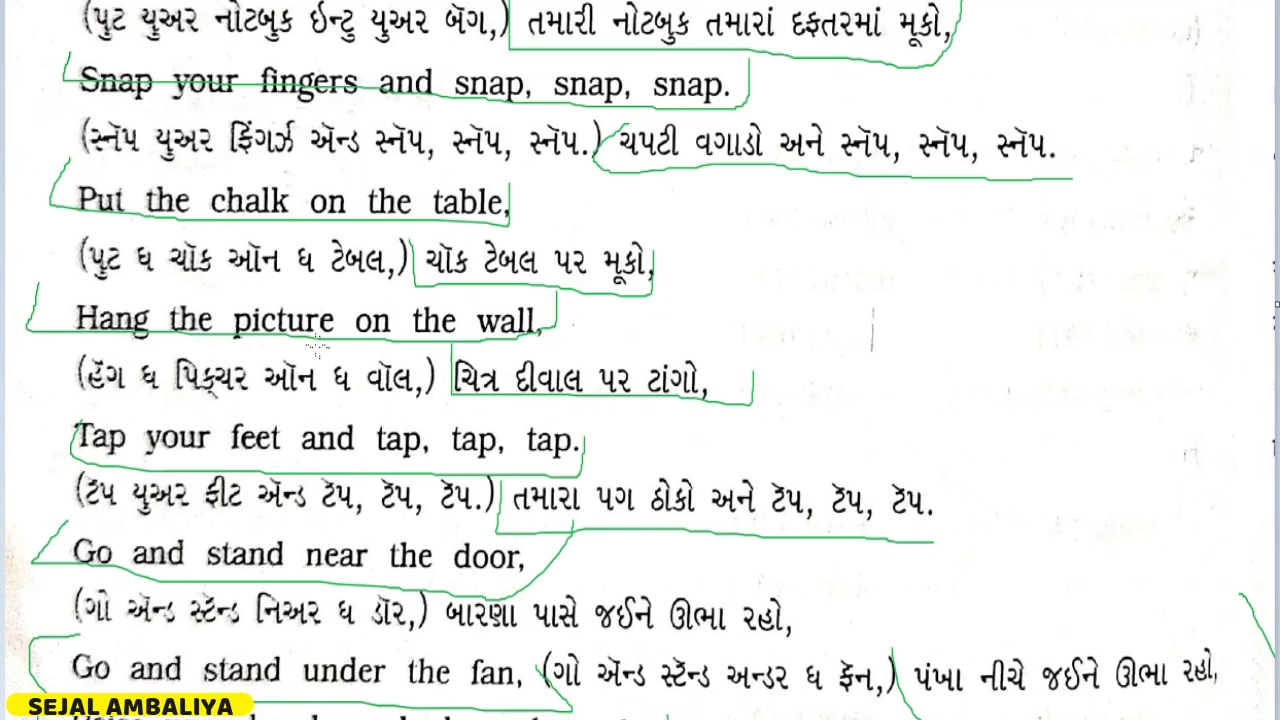 (પુટ યુઅર નોટબુક ઇન્ટુ યુઅર બૅગ,) તમારી નોટબુક તમારાં દફતરમાં મૂકો,
Snap your fingers and snap, snap, snap.
(સ્નૅપ યુઅર ફિંગર્ઝ ઍન્ડ સ્નૅપ, સ્નૅપ, સ્નૅપ.) ચપટી વગાડો અને સ્નૅપ, સ્નૅપ, સ્નૅપ.
Put the chalk on the table,
(પુટ ધ ચૉક ઑન ધ ટેબલ,) ચૉક ટેબલ પર મૂકો,
Hang the picture on the wall,
(હૅંગ ધ પિક્ચર ઑન ધ વૉલ,) ચિત્ર દીવાલ પર ટાંગો,
Tap your feet and tap, tap, tap.
(ટૅપ યુઅર ફીટ ઍન્ડ ટૅપ, ટૅપ, ટૅપ.) તમારા પગ ઠોકો અને ટૅપ, ટૅપ, ટૅપ.
Go and stand near the door,
(ગો ઍન્ડ સ્ટૅન્ડ નિઅર ધ ડૉર,) બારણા પાસે જઈને ઊભા રહો,
Go and stand under the fan, (ગો ઍન્ડ સ્ટૅન્ડ અન્ડર ધ ફૅન,) પંખા નીચે જઈને ઊભા રહો,
SEJAL AMBALIYA